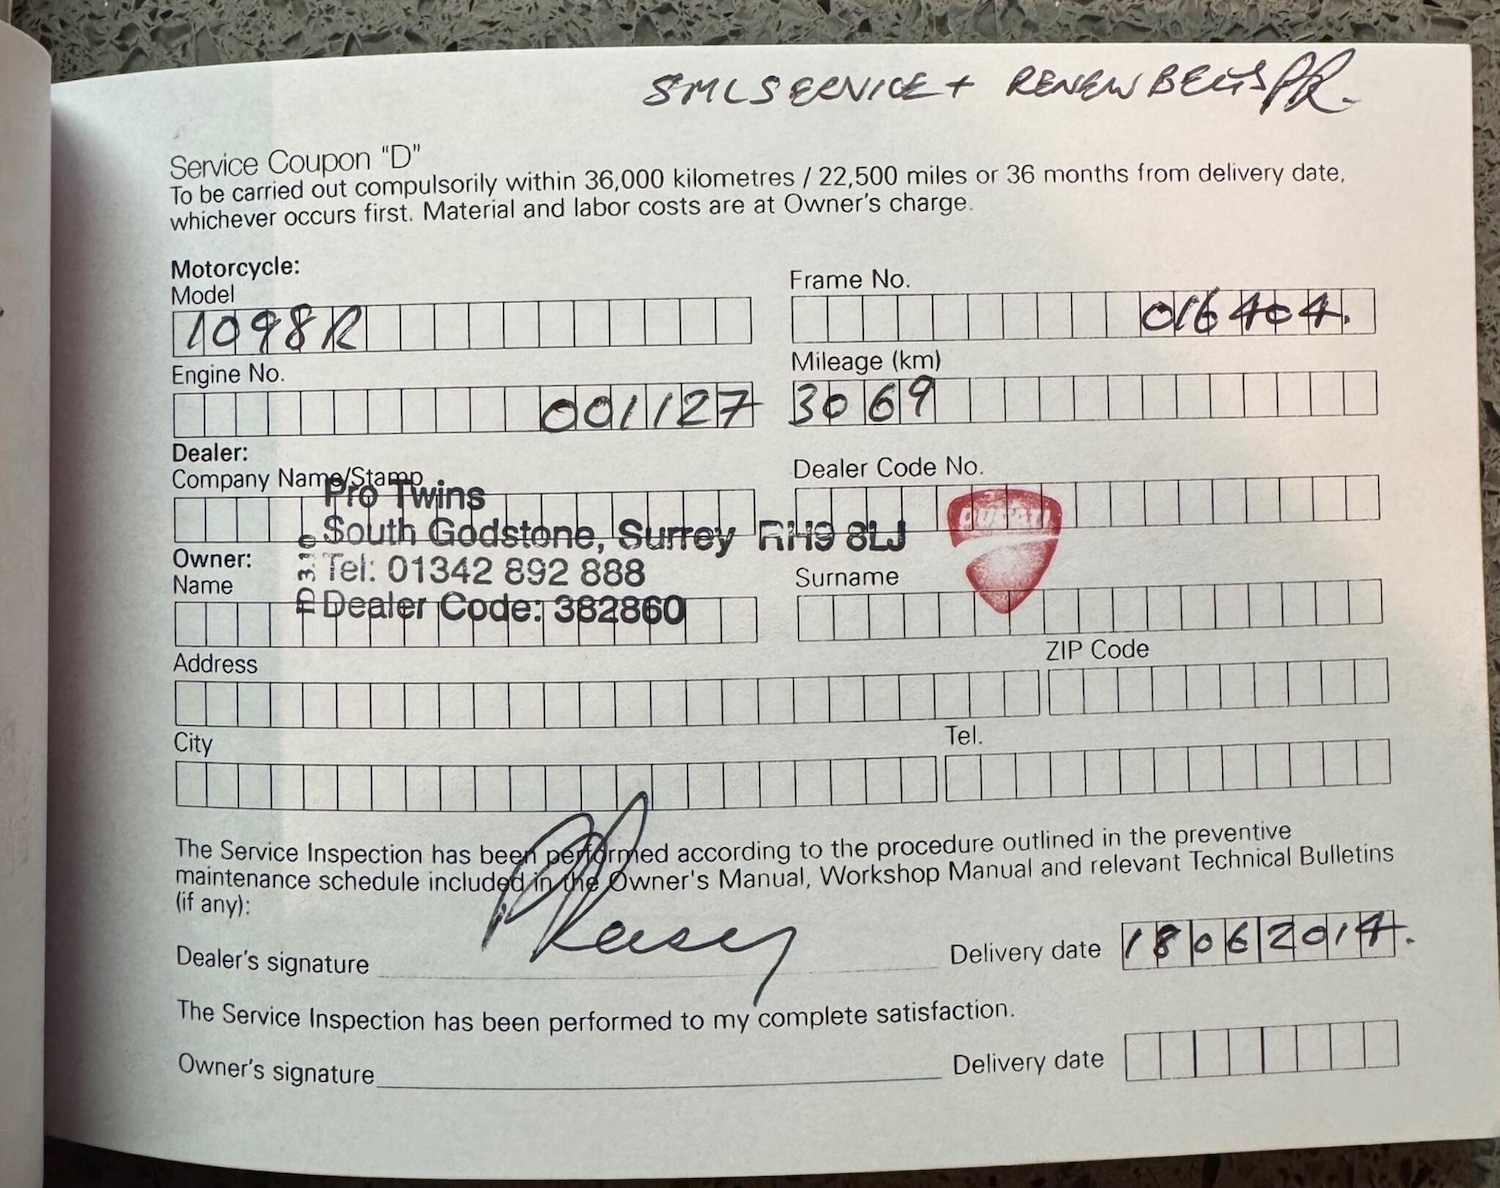 SML SERVICE + RENEW BELTS PR.
Service Coupon "D"
To be carried out compulsorily within 36,000 kilometres / 22,500 miles or 36 months from delivery date,
whichever occurs first. Material and labor costs are at Owner's charge.
Motorcycle:
Model
1098R
Frame No.
016404.
Engine No.
001127
Mileage (km)
3069
Dealer:
Company Name/Stamp
Dealer Code No.
Pro Twins
South Godstone, Surrey RH9 8LJ
Tel: 01342 892 888
Dealer Code: 382860
DUCATI
Owner:
Name
Surname
Address
ZIP Code
City
Tel.
The Service Inspection has been performed according to the procedure outlined in the preventive
maintenance schedule included in the Owner's Manual, Workshop Manual and relevant Technical Bulletins
(if any):
Dealer's signature
Delivery date 18062014.
The Service Inspection has been performed to my complete satisfaction.
Owner's signature
Delivery date